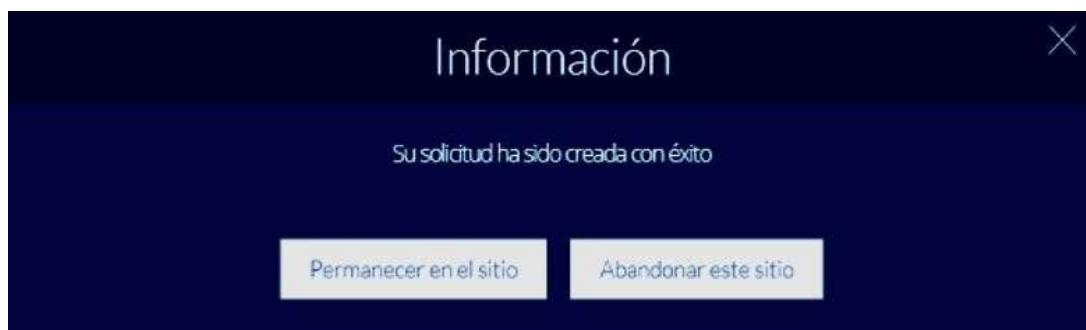 Información
Su solicitud ha sido creada con éxito
Permanecer en el sitio
Abandonar este sitio